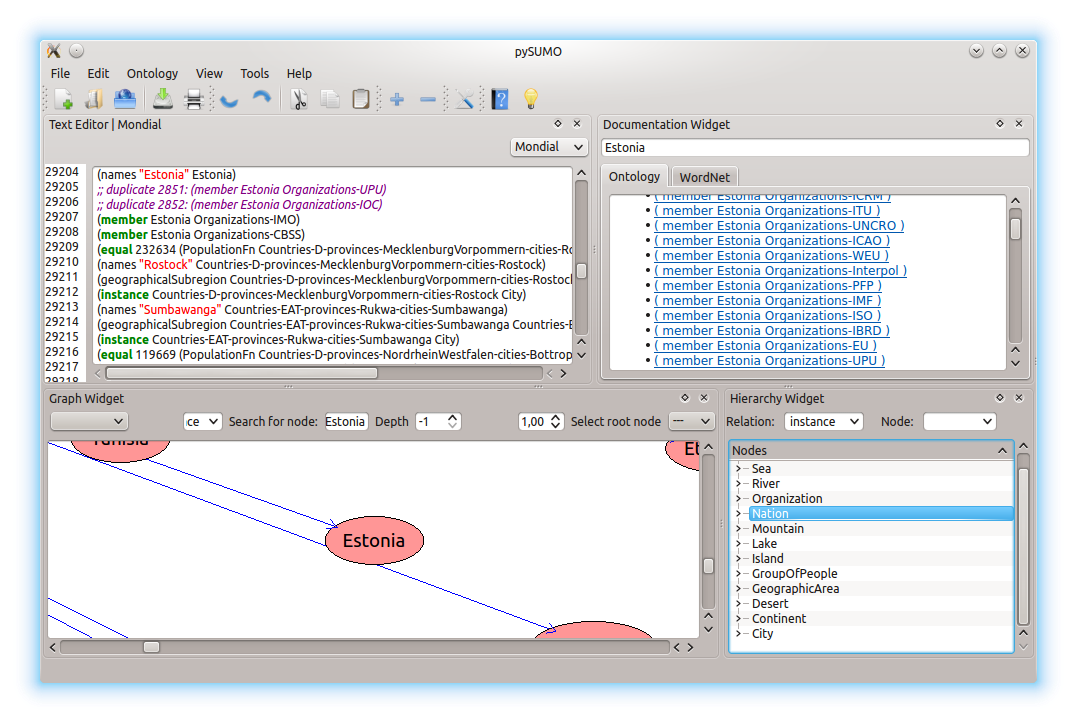 pySUMO
File Edit Ontology View Tools Help
Text Editor | Mondial
Mondial
29204 (names "Estonia" Estonia)
29205 ;; duplicate 2851: (member Estonia Organizations-UPU)
29206 ;; duplicate 2852: (member Estonia Organizations-IOC)
29207 (member Estonia Organizations-IMO)
29208 (member Estonia Organizations-CBSS)
29209 (equal 232634 (PopulationFn Countries-D-provinces-MecklenburgVorpommern-cities-Ro
29210 (names "Rostock" Countries-D-provinces-MecklenburgVorpommern-cities-Rostock)
29211 (geographicalSubregion Countries-D-provinces-MecklenburgVorpommern-cities-Rostock
29212 (instance Countries-D-provinces-MecklenburgVorpommern-cities-Rostock City)
29213 (names "Sumbawanga" Countries-EAT-provinces-Rukwa-cities-Sumbawanga)
29214 (geographicalSubregion Countries-EAT-provinces-Rukwa-cities-Sumbawanga Countries-E
29215 (instance Countries-EAT-provinces-Rukwa-cities-Sumbawanga City)
29216 (equal 119669 (PopulationFn Countries-D-provinces-NordrheinWestfalen-cities-Bottrop
29217
29218
Documentation Widget
Estonia
Ontology WordNet
( member Estonia Organizations-ICRM )
( member Estonia Organizations-ITU )
( member Estonia Organizations-UNCRO )
( member Estonia Organizations-ICAO )
( member Estonia Organizations-WEU )
( member Estonia Organizations-Interpol )
( member Estonia Organizations-PFP )
( member Estonia Organizations-IMF )
( member Estonia Organizations-ISO )
( member Estonia Organizations-IBRD )
( member Estonia Organizations-EU )
( member Estonia Organizations-UPU )
Graph Widget
ce Search for node: Estonia Depth -1 1,00 Select root node ---
Tunisia
Et
Estonia
Hierarchy Widget
Relation: instance Node:
Nodes
Sea
River
Organization
Nation
Mountain
Lake
Island
GroupOfPeople
GeographicArea
Desert
Continent
City